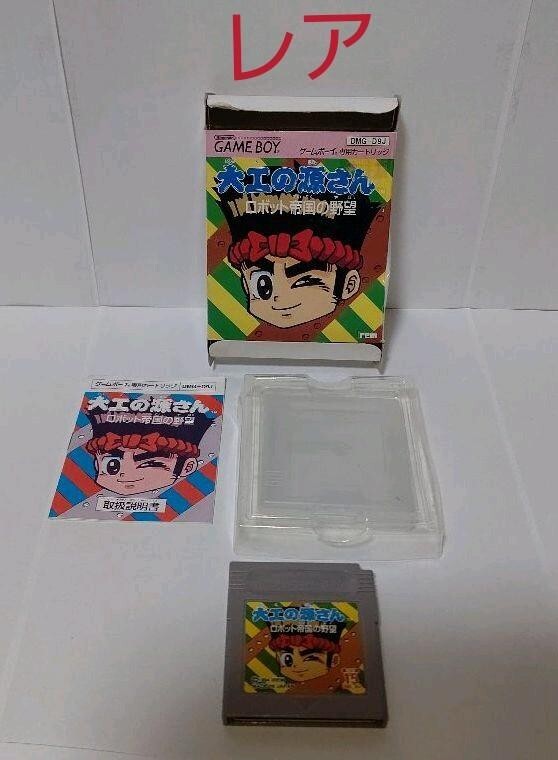 レア
Nintendo
GAME BOY
DMG-D9J
ゲームボーイ専用カートリッジ
大工の源さん
ロボット帝国の野望
irem
ゲームボーイ専用カートリッジ
DMG-D9J
大工の源さん
ロボット帝国の野望
取扱説明書
大工の源さん
ロボット帝国の野望